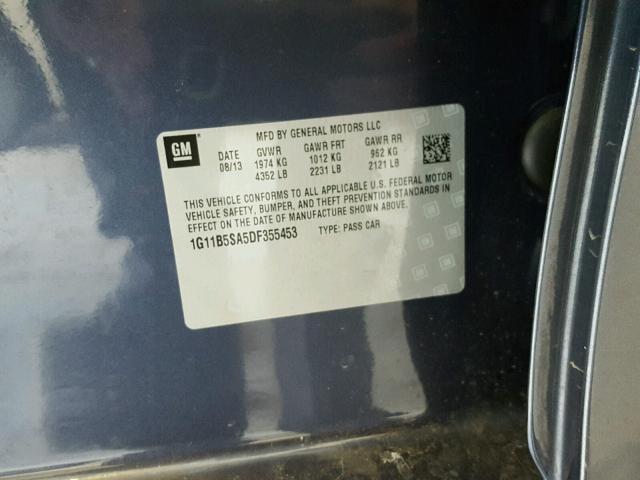 GM
MFD BY GENERAL MOTORS LLC
DATE GVWR GAWR FRT GAWR RR
08/13 1974 KG 1012 KG 962 KG
4352 LB 2231 LB 2121 LB
THIS VEHICLE CONFORMS TO ALL APPLICABLE U.S. FEDERAL MOTOR
VEHICLE SAFETY, BUMPER, AND THEFT PREVENTION STANDARDS IN
EFFECT ON THE DATE OF MANUFACTURE SHOWN ABOVE.
1G11B5SA5DF355453 TYPE: PASS CAR